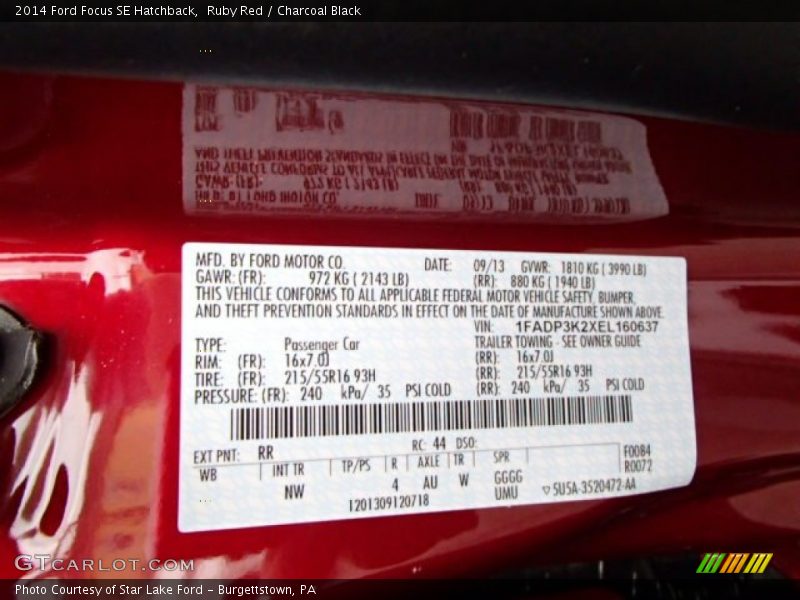 2014 Ford Focus SE Hatchback, Ruby Red / Charcoal Black
MFD. BY FORD MOTOR CO. DATE: 09/13 GVWR: 1810 KG ( 3990 LB)
GAWR: (FR): 972 KG ( 2143 LB) (RR): 880 KG ( 1940 LB)
THIS VEHICLE CONFORMS TO ALL APPLICABLE FEDERAL MOTOR VEHICLE SAFETY, BUMPER,
AND THEFT PREVENTION STANDARDS IN EFFECT ON THE DATE OF MANUFACTURE SHOWN ABOVE.
VIN: 1FADP3K2XEL160637
TYPE: Passenger Car TRAILER TOWING - SEE OWNER GUIDE
RIM: (FR): 16x7.0J (RR): 16x7.0J
TIRE: (FR): 215/55R16 93H (RR): 215/55R16 93H
PRESSURE: (FR): 240 kPa/ 35 PSI COLD (RR): 240 kPa/ 35 PSI COLD
EXT PNT: RR RC: 44 DSO: F0084
WB INT TR TP/PS R AXLE TR SPR R0072
NW 4 AU W GGGG
1201309120718 UMU ▽5U5A-3520472-AA
GTCARLOT.COM
Photo Courtesy of Star Lake Ford - Burgettstown, PA